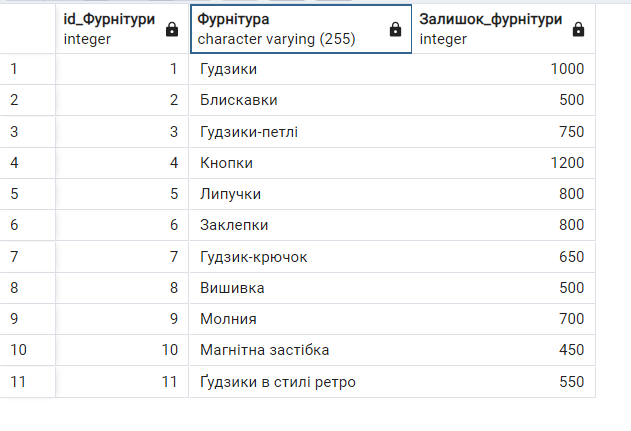 id_Фурнітури Фурнітура Залишок_фурнітури
integer character varying (255) integer
1 1 Гудзики 1000
2 2 Блискавки 500
3 3 Гудзики-петлі 750
4 4 Кнопки 1200
5 5 Липучки 800
6 6 Заклепки 800
7 7 Гудзик-крючок 650
8 8 Вишивка 500
9 9 Молния 700
10 10 Магнітна застібка 450
11 11 Ґудзики в стилі ретро 550